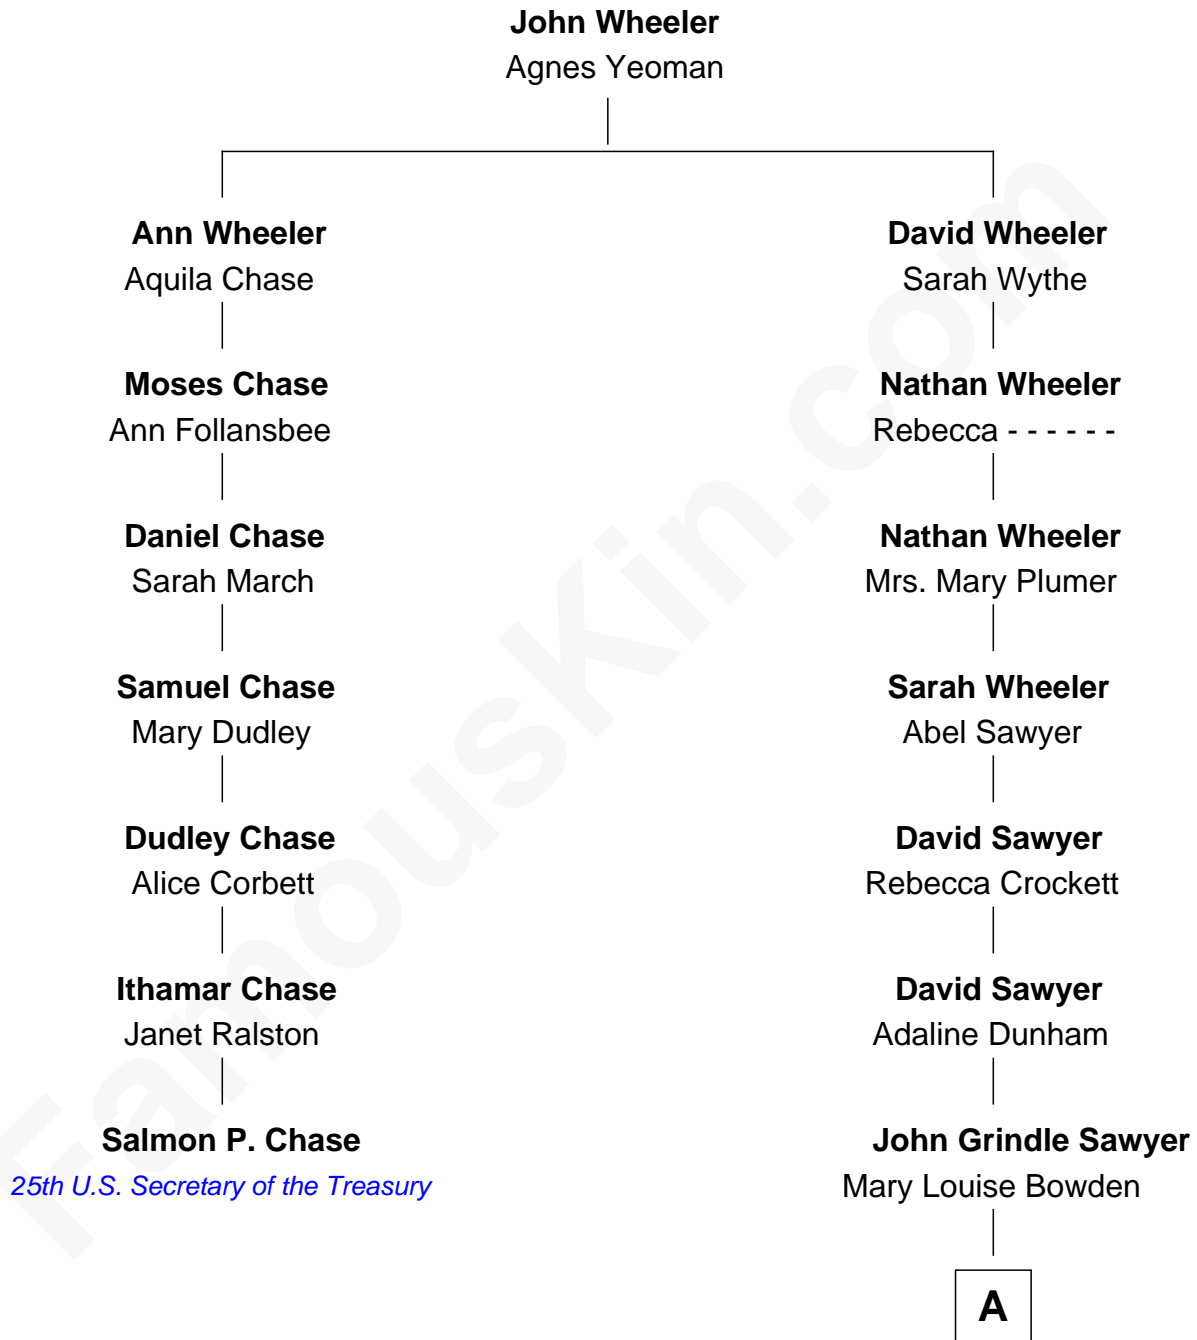 John Wheeler
Agnes Yeoman
Ann Wheeler
Aquila Chase
David Wheeler
Sarah Wythe
Moses Chase
Ann Follansbee
Nathan Wheeler
Rebecca - - - - - -
Daniel Chase
Sarah March
Nathan Wheeler
Mrs. Mary Plumer
Samuel Chase
Mary Dudley
Sarah Wheeler
Abel Sawyer
Dudley Chase
Alice Corbett
David Sawyer
Rebecca Crockett
Ithamar Chase
Janet Ralston
David Sawyer
Adaline Dunham
Salmon P. Chase
25th U.S. Secretary of the Treasury
John Grindle Sawyer
Mary Louise Bowden
A
FamousKin.com